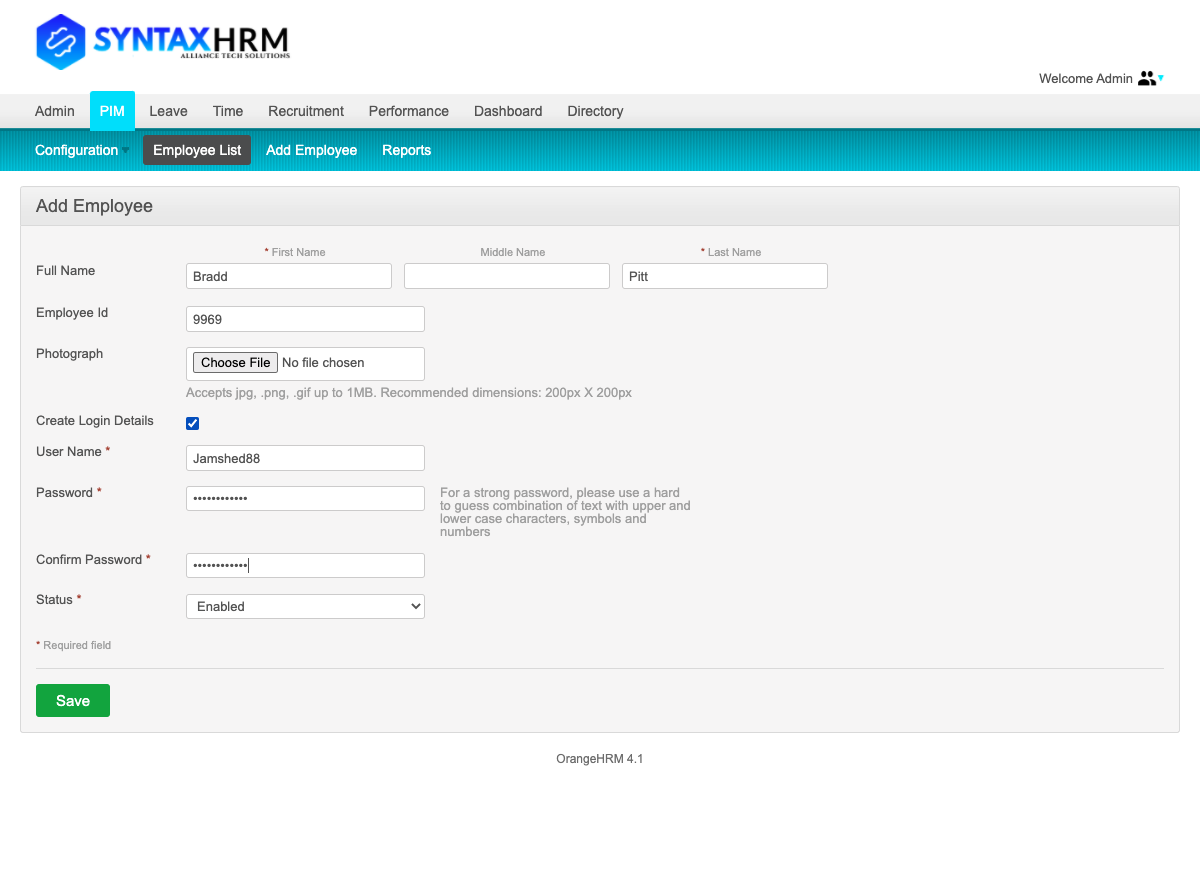 SYNTAXHRM
ALLIANCE TECH SOLUTIONS
Welcome Admin
Admin PIM Leave Time Recruitment Performance Dashboard Directory
Configuration Employee List Add Employee Reports
Add Employee
* First Name Middle Name * Last Name
Full Name Bradd Pitt
Employee Id 9969
Photograph Choose File No file chosen
Accepts jpg, .png, .gif up to 1MB. Recommended dimensions: 200px X 200px
Create Login Details
User Name * Jamshed88
Password * •••••••••••• For a strong password, please use a hard
to guess combination of text with upper and
lower case characters, symbols and
numbers
Confirm Password * ••••••••••••
Status * Enabled
* Required field
Save
OrangeHRM 4.1